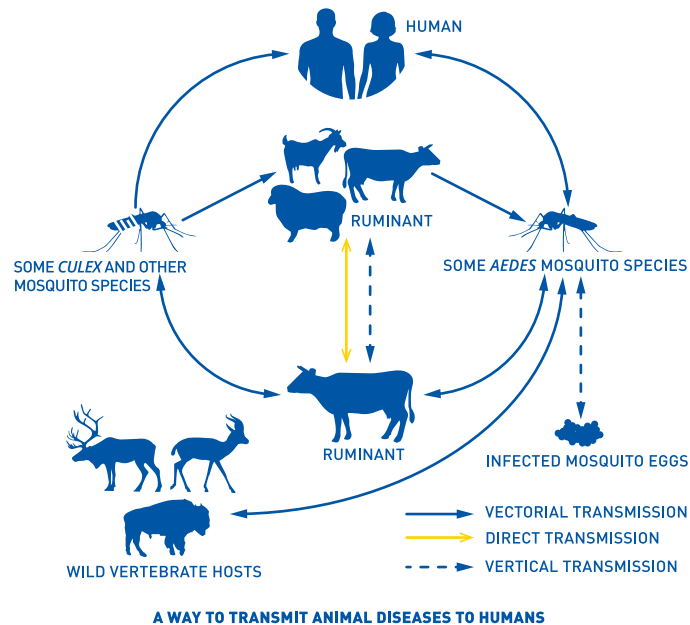 HUMAN
RUMINANT
SOME CULEX AND OTHER
MOSQUITO SPECIES
SOME AEDES MOSQUITO SPECIES
RUMINANT
INFECTED MOSQUITO EGGS
WILD VERTEBRATE HOSTS
VECTORIAL TRANSMISSION
DIRECT TRANSMISSION
VERTICAL TRANSMISSION
A WAY TO TRANSMIT ANIMAL DISEASES TO HUMANS